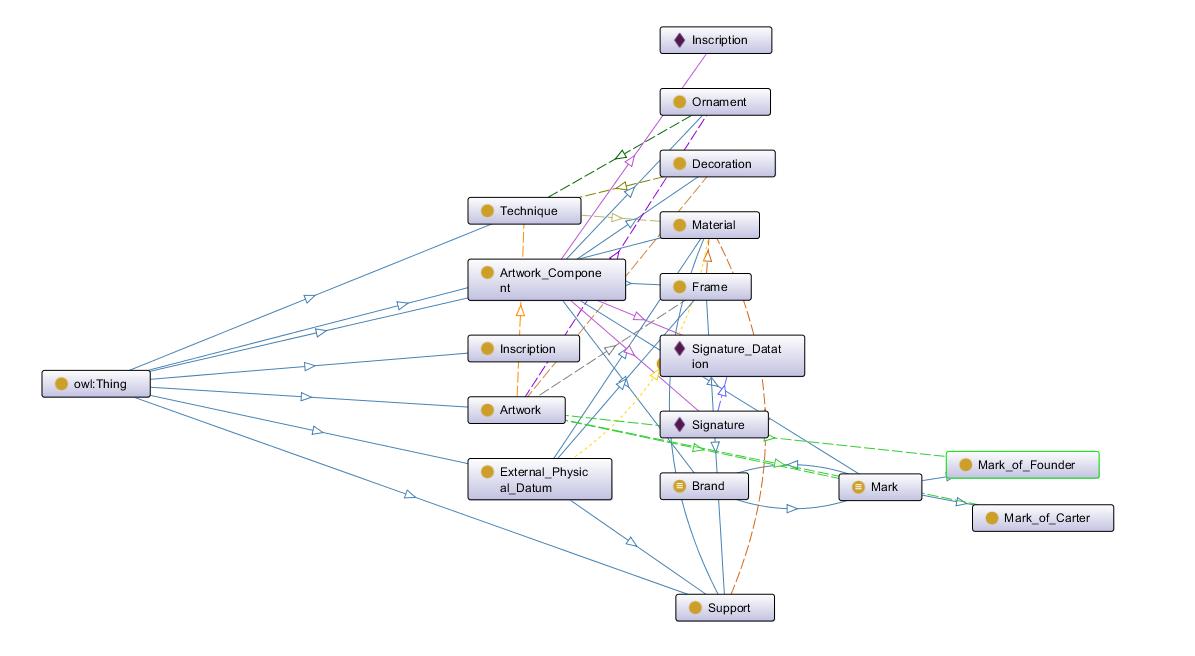 Inscription
Ornament
Decoration
Technique
Material
Artwork_Compone
nt
Frame
Inscription
Signature_Datat
ion
owl:Thing
Artwork
Signature
External_Physic
al_Datum
Mark_of_Founder
Brand
Mark
Mark_of_Carter
Support